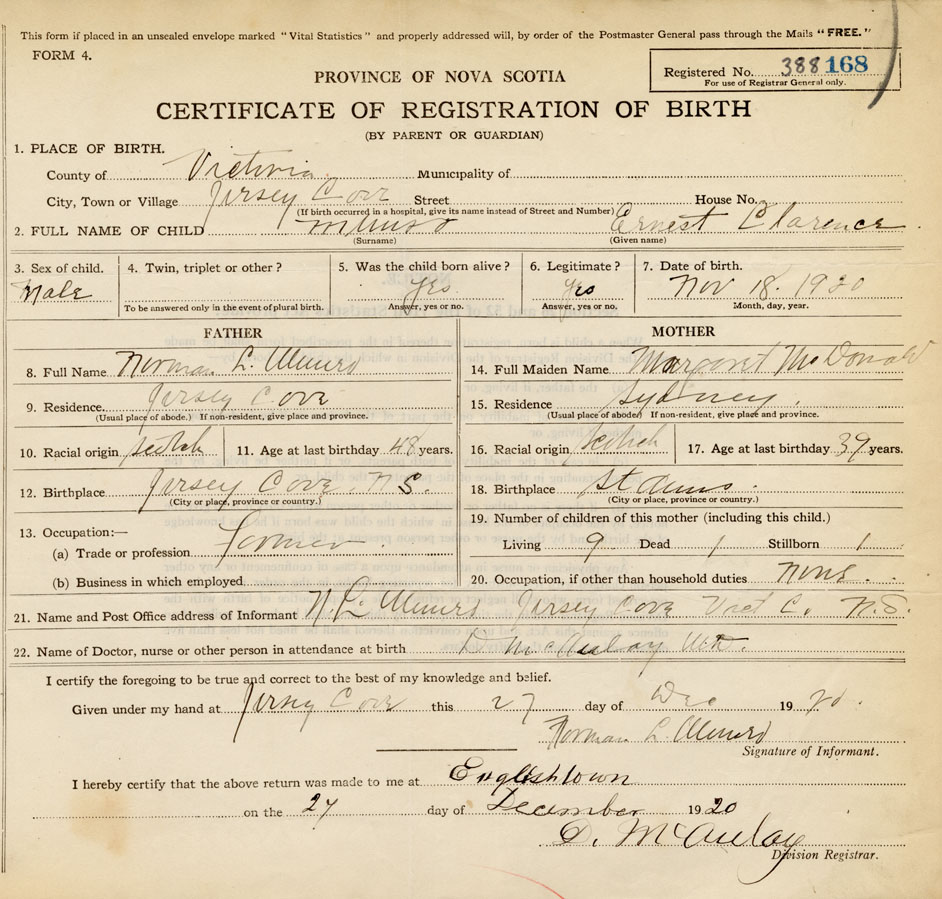 This form if placed in an unsealed envelope marked "Vital Statistics" and properly addressed will, by order of the Postmaster General pass through the Mails "FREE."
FORM 4.
Registered No. 388168
For use of Registrar General only.
PROVINCE OF NOVA SCOTIA
CERTIFICATE OF REGISTRATION OF BIRTH
(BY PARENT OR GUARDIAN)
1. PLACE OF BIRTH.
County of Victoria Municipality of
City, Town or Village Jersey Cove Street House No.
(If birth occurred in a hospital, give its name instead of Street and Number)
2. FULL NAME OF CHILD Munro Ernest Clarence
(Surname) (Given name)
3. Sex of child. 4. Twin, triplet or other? 5. Was the child born alive? 6. Legitimate? 7. Date of birth.
Male Yes Yes Nov 18. 1920
To be answered only in the event of plural birth. Answer, yes or no. Answer, yes or no. Month, day, year.
FATHER
8. Full Name Norman L. Munro
9. Residence Jersey Cove
(Usual place of abode.) If non-resident, give place and province.
10. Racial origin Scotch 11. Age at last birthday 48 years.
12. Birthplace Jersey Cove. N S.
(City or place, province or country.)
13. Occupation:—
(a) Trade or profession Farmer
(b) Business in which employed
MOTHER
14. Full Maiden Name Margaret McDonald
15. Residence Sydney
(Usual place of abode) If non-resident, give place and province.
16. Racial origin Scotch 17. Age at last birthday 39 years.
18. Birthplace St Anns
(City or place, province or country.)
19. Number of children of this mother (including this child.)
Living 9 Dead 1 Stillborn 1
20. Occupation, if other than household duties None.
21. Name and Post Office address of Informant N. L. Munro Jersey Cove Vict C. N.S.
22. Name of Doctor, nurse or other person in attendance at birth D McAulay
I certify the foregoing to be true and correct to the best of my knowledge and belief.
Given under my hand at Jersey Cove this 27 day of Dec 19 20.
Norman L. Munro
Signature of Informant.
I hereby certify that the above return was made to me at Englishtown
on the 27 day of December 19 20
D. McAulay
Division Registrar.